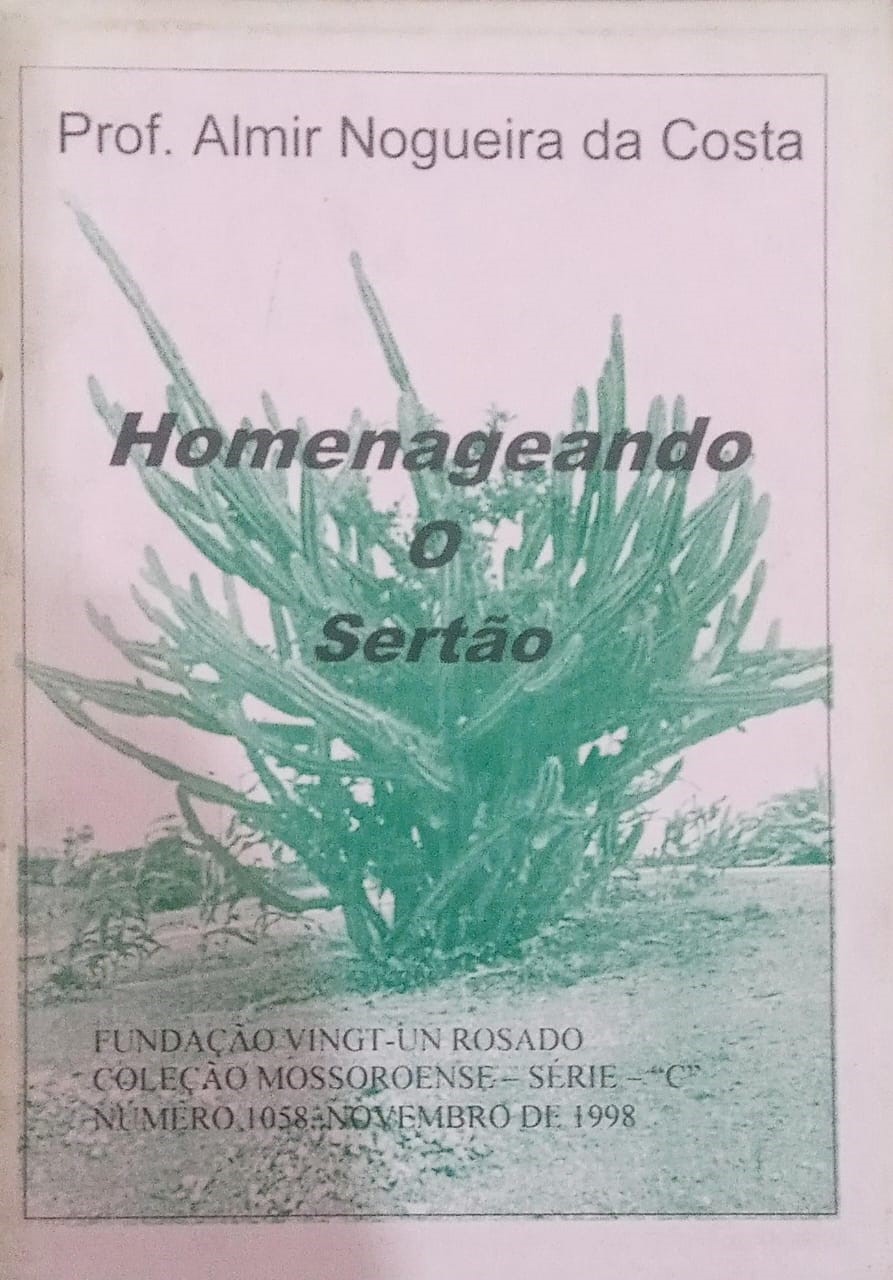 Prof. Almir Nogueira da Costa
Homenageando
O
Sertão
FUNDAÇÃO VINGT-UN ROSADO
COLEÇÃO MOSSOROENSE – SÉRIE – “C”
NÚMERO 1058-NOVEMBRO DE 1998